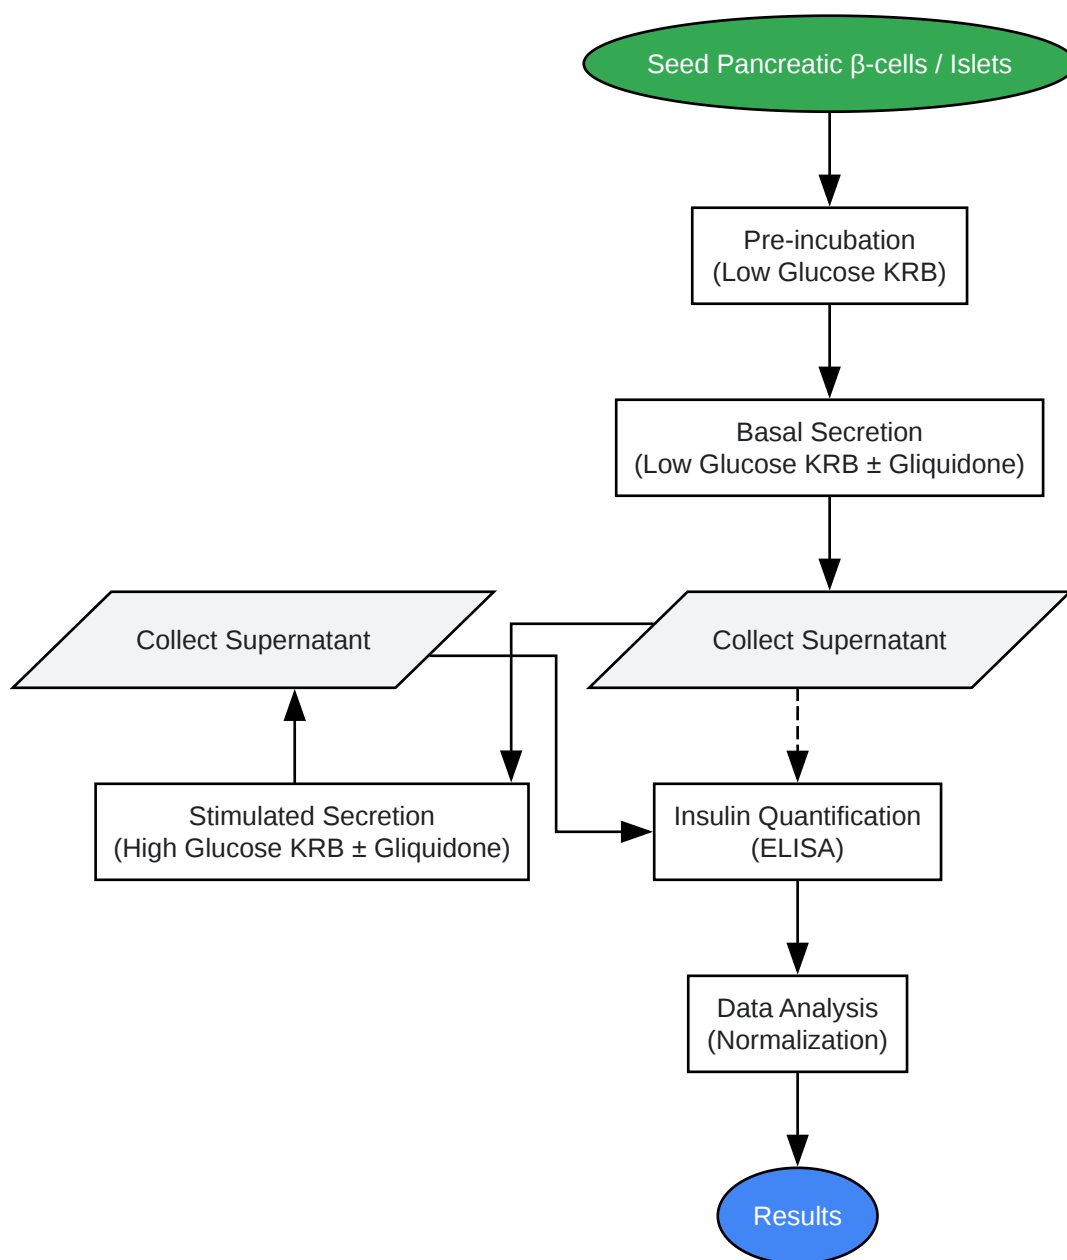 Seed Pancreatic β-cells / Islets
Pre-incubation
(Low Glucose KRB)
Basal Secretion
(Low Glucose KRB ± Gliquidone)
Collect Supernatant
Collect Supernatant
Stimulated Secretion
(High Glucose KRB ± Gliquidone)
Insulin Quantification
(ELISA)
Data Analysis
(Normalization)
Results